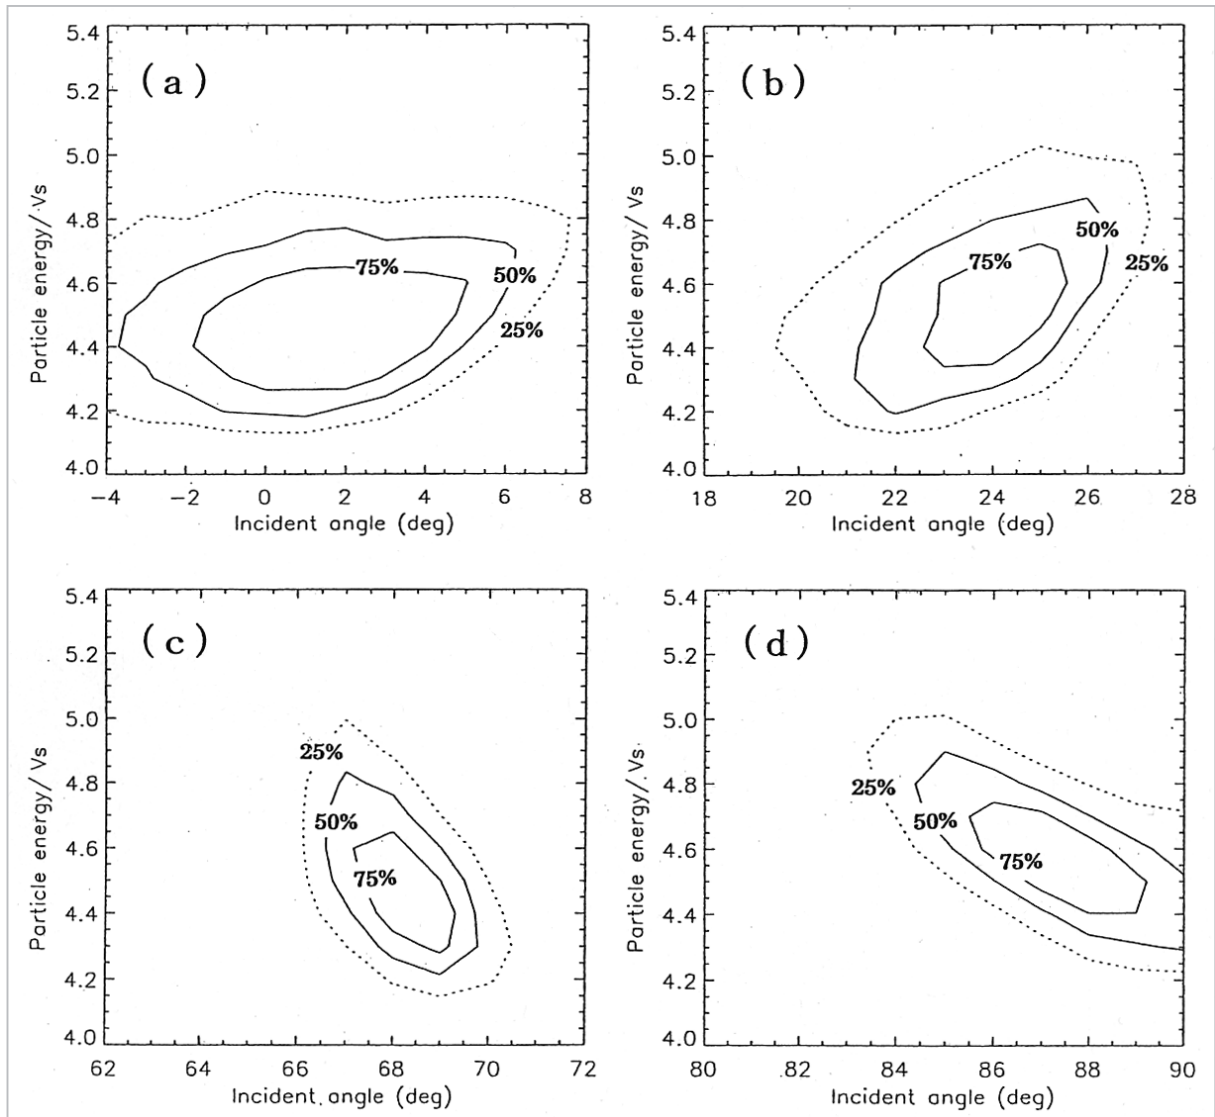 (a)
5.4
5.2
5.0
4.8
4.6
4.4
4.2
4.0
Particle energy/ Vs
75%
50%
25%
−4 −2 0 2 4 6 8
Incident angle (deg)
(b)
5.4
5.2
5.0
4.8
4.6
4.4
4.2
4.0
Particle energy/ Vs
75%
50%
25%
18 20 22 24 26 28
Incident angle (deg)
(c)
5.4
5.2
5.0
4.8
4.6
4.4
4.2
4.0
Particle energy/ Vs
25%
50%
75%
62 64 66 68 70 72
Incident angle (deg)
(d)
5.4
5.2
5.0
4.8
4.6
4.4
4.2
4.0
Particle energy/ Vs
25%
50%
75%
80 82 84 86 88 90
Incident angle (deg)